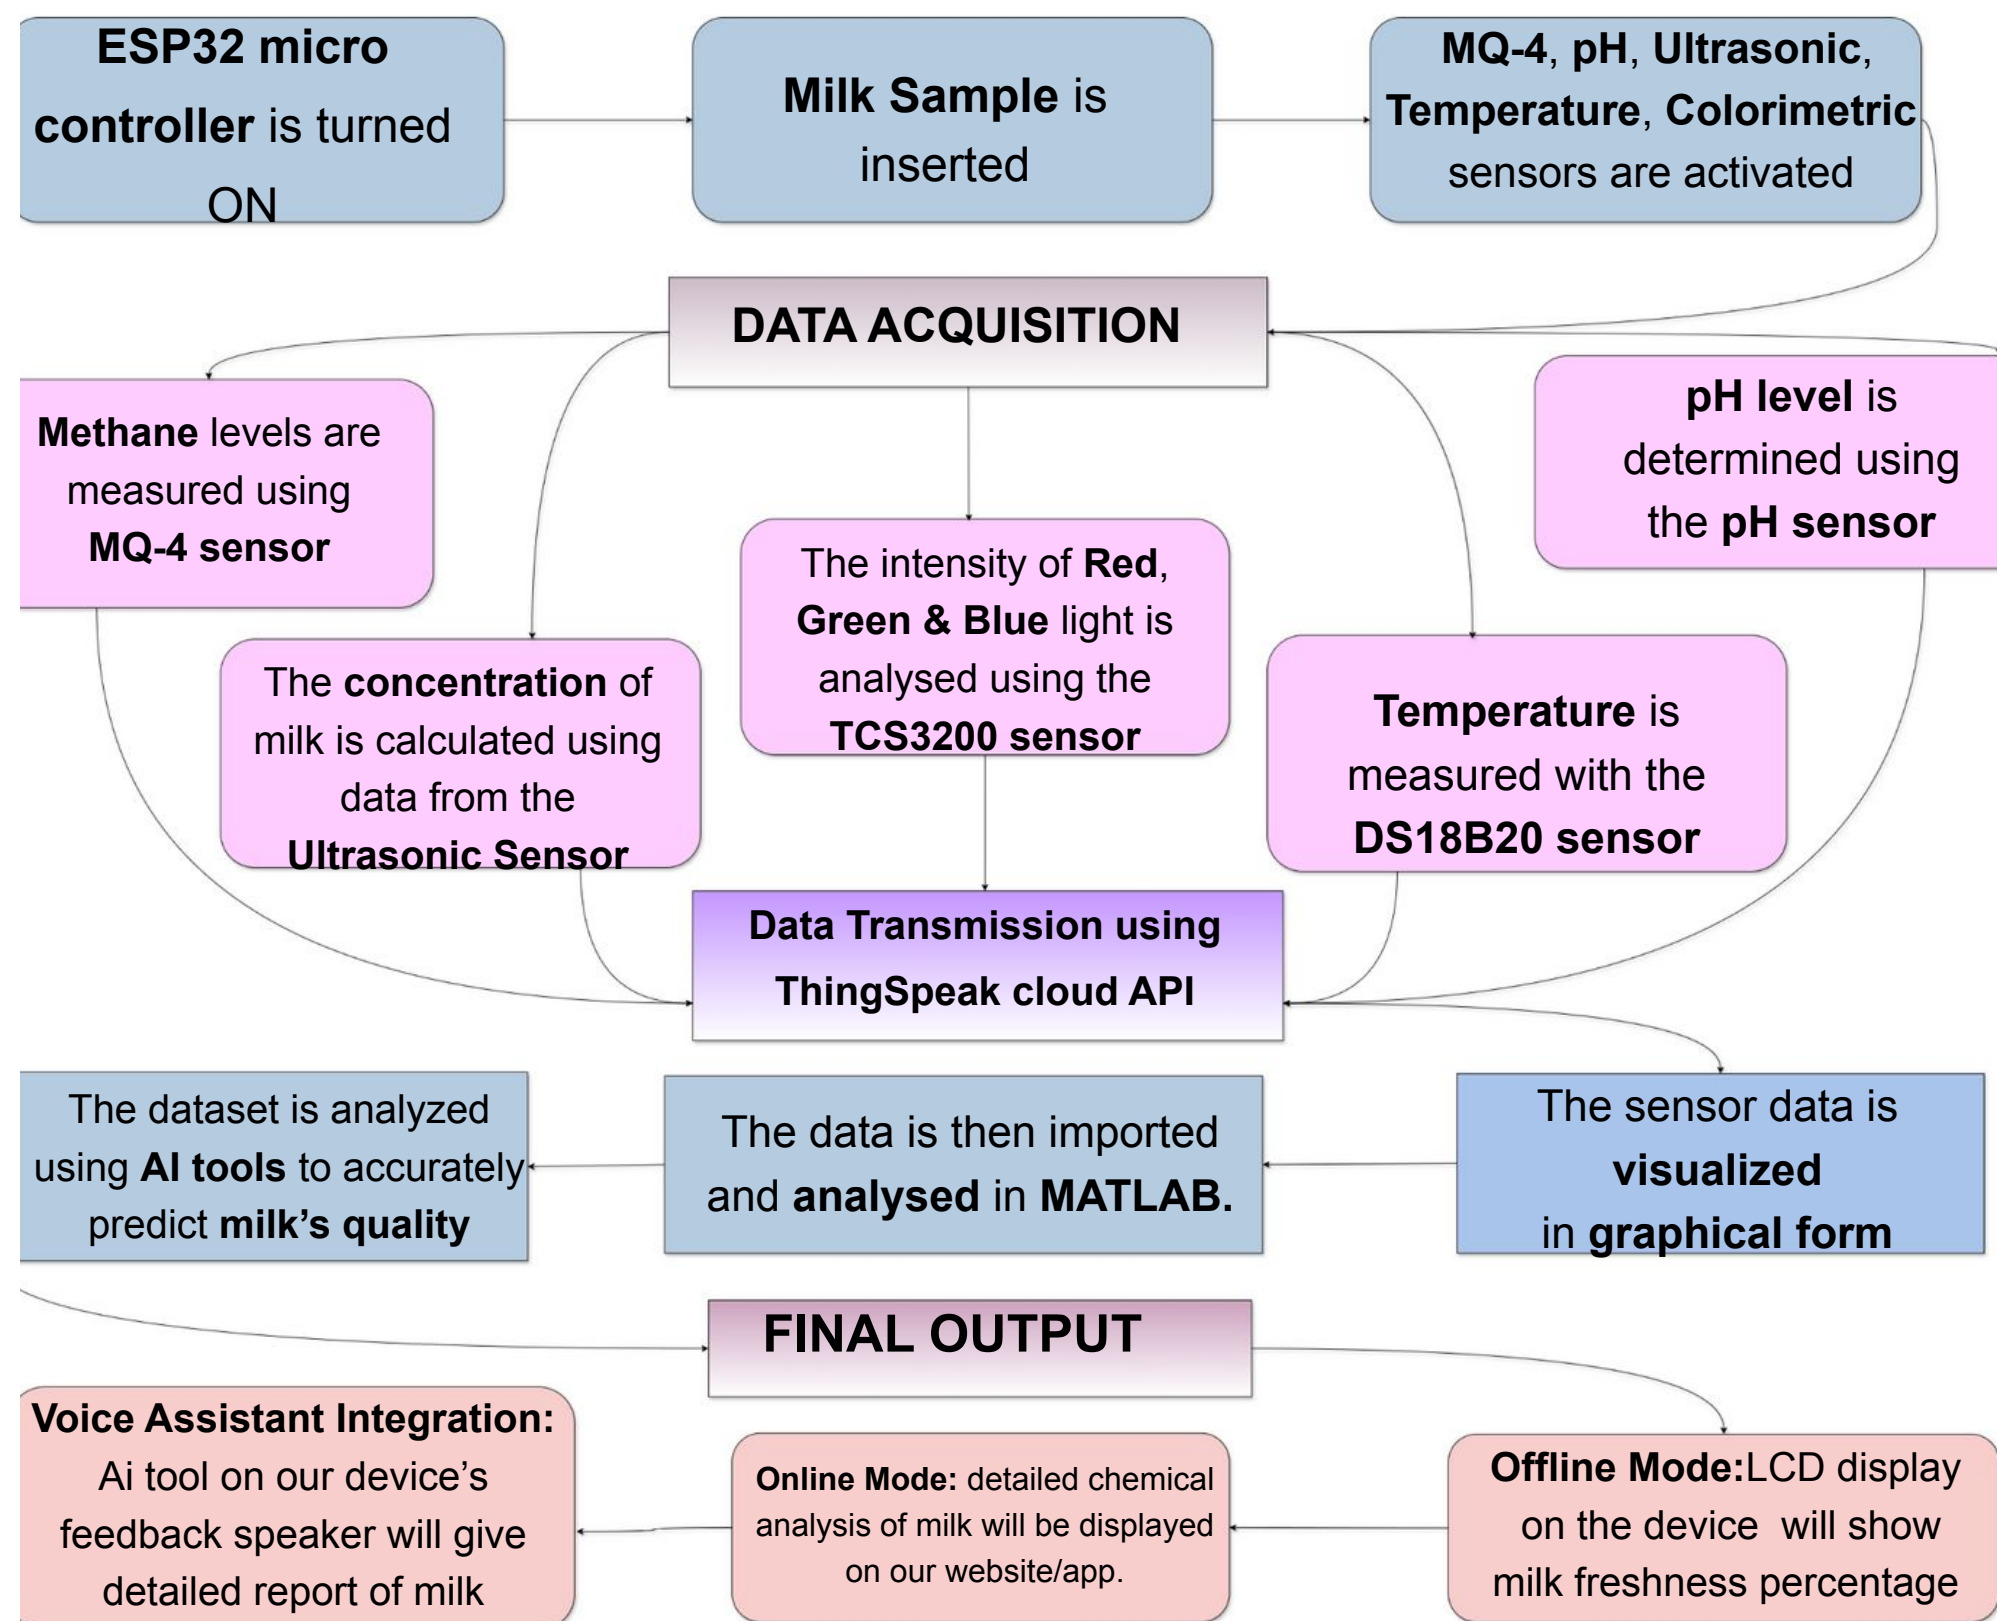 ESP32 micro
controller is turned
ON
Milk Sample is
inserted
MQ-4, pH, Ultrasonic,
Temperature, Colorimetric
sensors are activated
DATA ACQUISITION
Methane levels are
measured using
MQ-4 sensor
The concentration of
milk is calculated using
data from the
Ultrasonic Sensor
The intensity of Red,
Green & Blue light is
analysed using the
TCS3200 sensor
Temperature is
measured with the
DS18B20 sensor
pH level is
determined using
the pH sensor
Data Transmission using
ThingSpeak cloud API
The sensor data is
visualized
in graphical form
The data is then imported
and analysed in MATLAB.
The dataset is analyzed
using AI tools to accurately
predict milk’s quality
FINAL OUTPUT
Offline Mode:LCD display
on the device  will show
milk freshness percentage
Online Mode: detailed chemical
analysis of milk will be displayed
on our website/app.
Voice Assistant Integration:
Ai tool on our device’s
feedback speaker will give
detailed report of milk